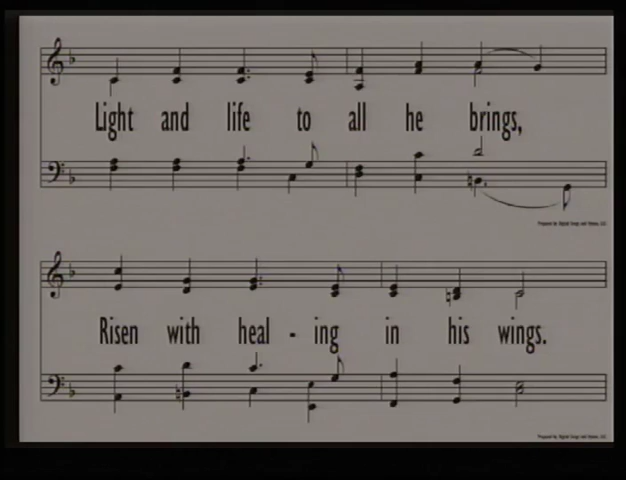 Light and life to all he brings,
Risen with heal - ing in his wings.